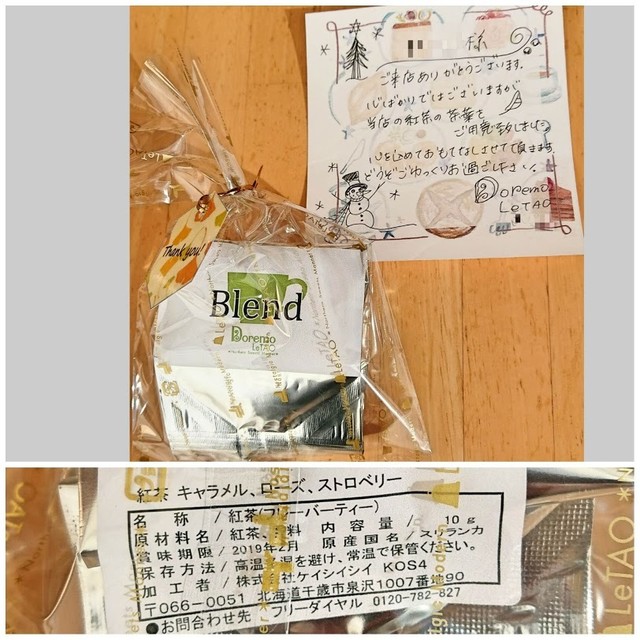 様
ご来店ありがとうございます。
心ばかりではございますが
当店の紅茶の茶葉を
ご用意致しました
心を込めておもてなしさせて頂きます
どうぞごゆっくりお過ごし下さい。
Doremo
LeTAO
Thank you!
Blend
Doremo
LeTAO
紅茶 キャラメル、ローズ、ストロベリー
名 称 / 紅茶(フレーバーティー)
原材料名 / 紅茶、香料 内 容 量 / 10g
賞味期限 / 2019年2月 原産国名 / スリランカ
保存方法 / 高温多湿を避け、常温で保管ください。
加 工 者 / 株式会社ケイシイシイ KOS4
〒066-0051 北海道千歳市泉沢1007番地90
●お問合わせ先 フリーダイヤル 0120-782-827